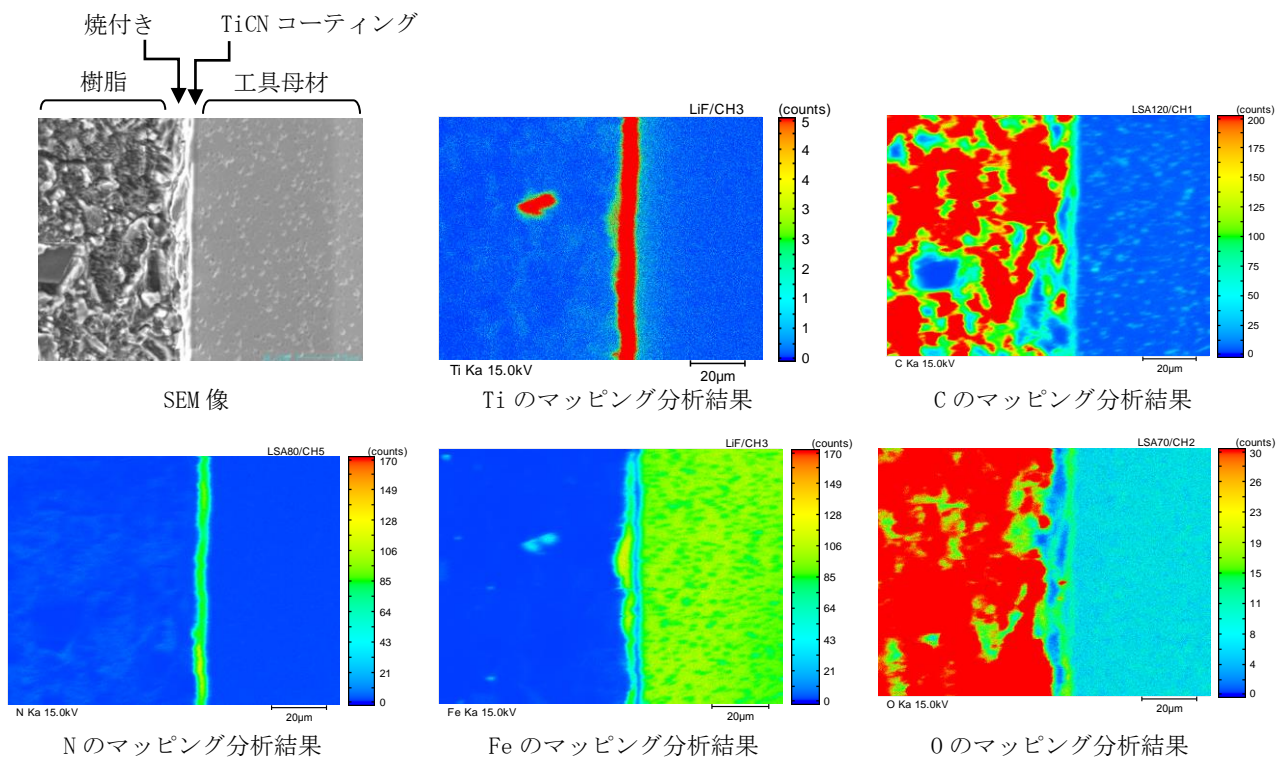 焼付き
TiCN コーティング
樹脂
工具母材
SEM 像
LiF/CH3
(counts)
5
4
4
3
3
2
1
1
0
Ti Ka 15.0kV
20μm
Ti のマッピング分析結果
LSA120/CH1
(counts)
200
175
150
125
100
75
50
25
0
C Ka 15.0kV
20μm
C のマッピング分析結果
LSA80/CH5
(counts)
170
149
128
106
85
64
43
21
0
N Ka 15.0kV
20μm
N のマッピング分析結果
LiF/CH3
(counts)
170
149
128
106
85
64
43
21
0
Fe Ka 15.0kV
20μm
Fe のマッピング分析結果
LSA70/CH2
(counts)
30
26
23
19
15
11
8
4
0
O Ka 15.0kV
20μm
O のマッピング分析結果